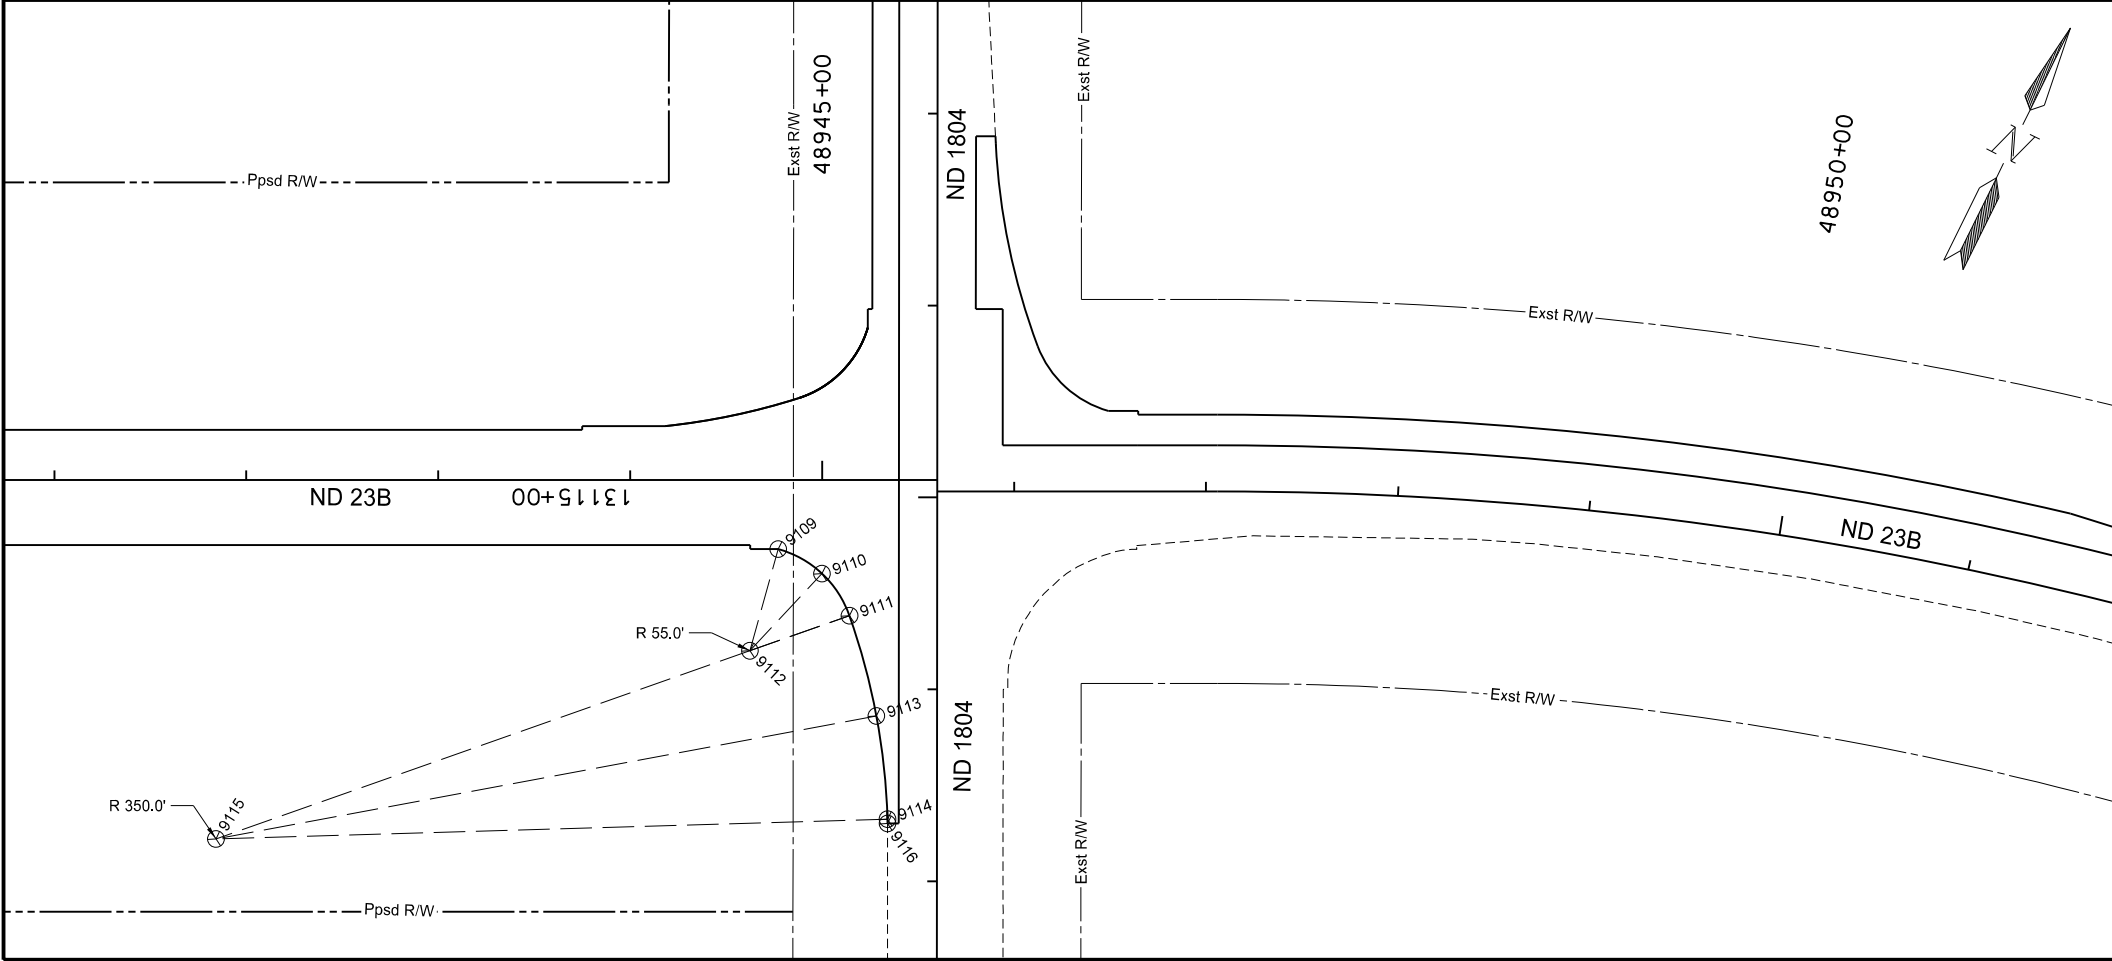 Exst R/W
48945+00
Exst R/W
ND 1804
48950+00
N
Ppsd R/W
Exst R/W
ND 23B
13115+00
ND 23B
9109
9110
9111
R 55.0'
9112
Exst R/W
9113
ND 1804
R 350.0'
9115
9114
9116
Exst R/W
Ppsd R/W